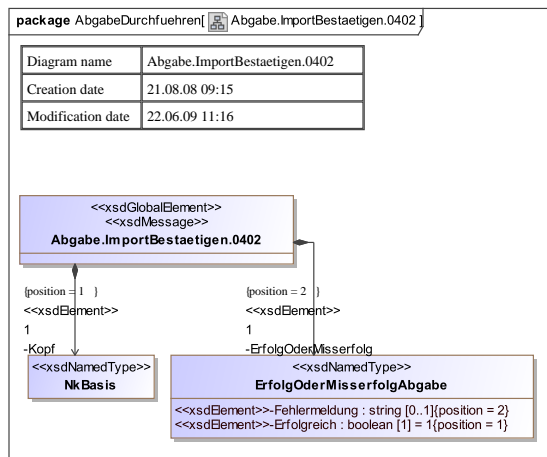 package AbgabeDurchfuehren[ Abgabe.ImportBestaetigen.0402 ]
Diagram name Abgabe.ImportBestaetigen.0402
Creation date 21.08.08 09:15
Modification date 22.06.09 11:16
<<xsdGlobalElement>>
<<xsdMessage>>
Abgabe.ImportBestaetigen.0402
{position = 1 }
<<xsdElement>>
1
-Kopf
{position = 2 }
<<xsdElement>>
1
-ErfolgOderMisserfolg
<<xsdNamedType>>
NkBasis
<<xsdNamedType>>
ErfolgOderMisserfolgAbgabe
<<xsdElement>>-Fehlermeldung : string [0..1]{position = 2}
<<xsdElement>>-Erfolgreich : boolean [1] = 1{position = 1}